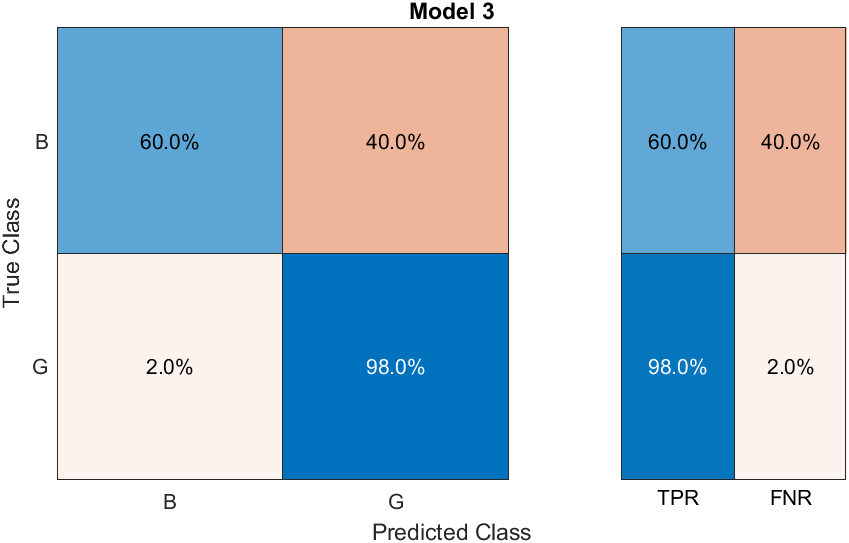 Model 3
True Class
B
60.0%
40.0%
60.0%
40.0%
G
2.0%
98.0%
98.0%
2.0%
B
G
TPR
FNR
Predicted Class